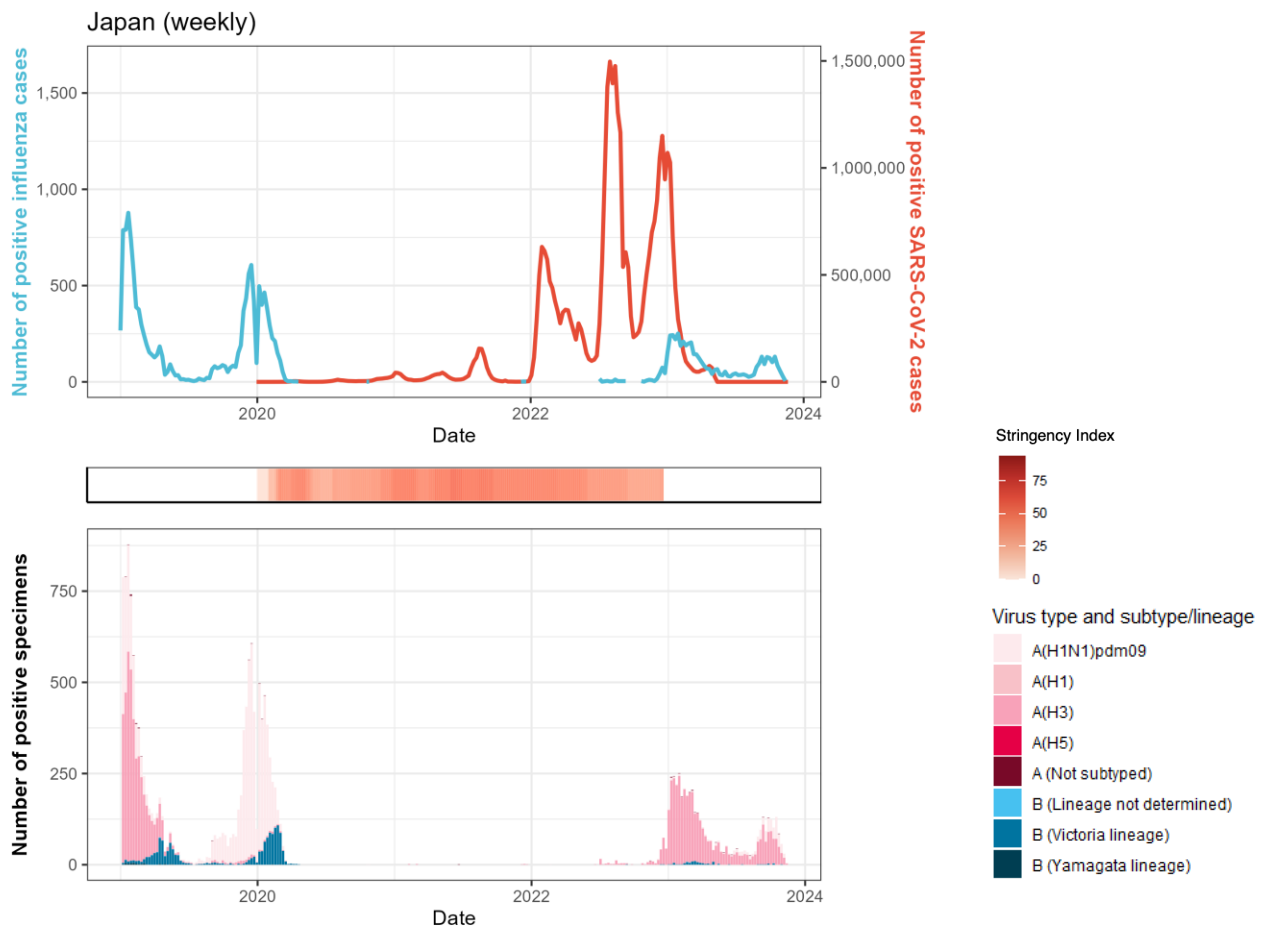 Japan (weekly)
Number of positive influenza cases
1,500
1,000
500
0
1,500,000
1,000,000
500,000
0
Number of positive SARS-CoV-2 cases
2020
2022
2024
Date
Stringency Index
75
50
25
0
Number of positive specimens
750
500
250
0
2020
2022
2024
Date
Virus type and subtype/lineage
A(H1N1)pdm09
A(H1)
A(H3)
A(H5)
A (Not subtyped)
B (Lineage not determined)
B (Victoria lineage)
B (Yamagata lineage)